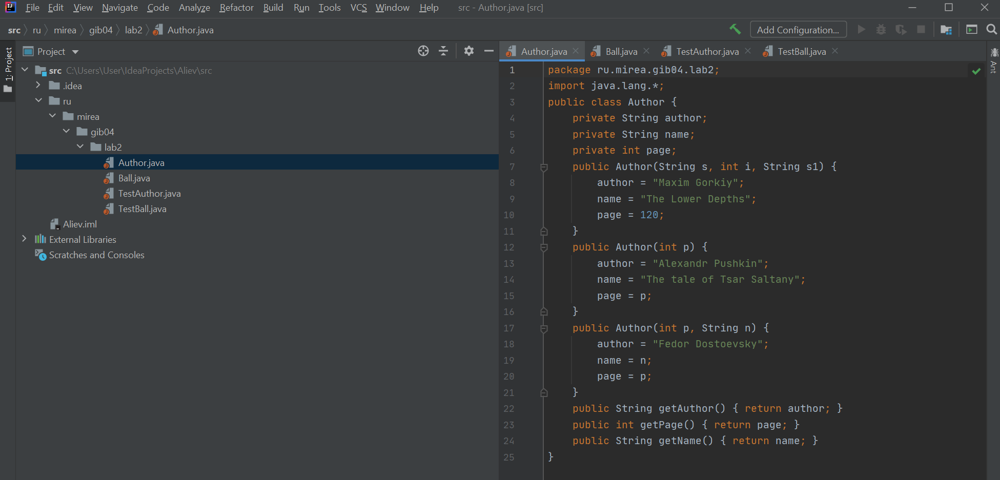 File Edit View Navigate Code Analyze Refactor Build Run Tools VCS Window Help src - Author.java [src]
src ru mirea gib04 lab2 Author.java Add Configuration...
1: Project
Project
src C:\Users\User\IdeaProjects\Aliev\src
.idea
ru
mirea
gib04
lab2
Author.java
Ball.java
TestAuthor.java
TestBall.java
Aliev.iml
External Libraries
Scratches and Consoles
Author.java Ball.java TestAuthor.java TestBall.java
1 package ru.mirea.gib04.lab2;
2 import java.lang.*;
3 public class Author {
4 private String author;
5 private String name;
6 private int page;
7 public Author(String s, int i, String s1) {
8 author = "Maxim Gorkiy";
9 name = "The Lower Depths";
10 page = 120;
11 }
12 public Author(int p) {
13 author = "Alexandr Pushkin";
14 name = "The tale of Tsar Saltany";
15 page = p;
16 }
17 public Author(int p, String n) {
18 author = "Fedor Dostoevsky";
19 name = n;
20 page = p;
21 }
22 public String getAuthor() { return author; }
23 public int getPage() { return page; }
24 public String getName() { return name; }
25 }
Ant